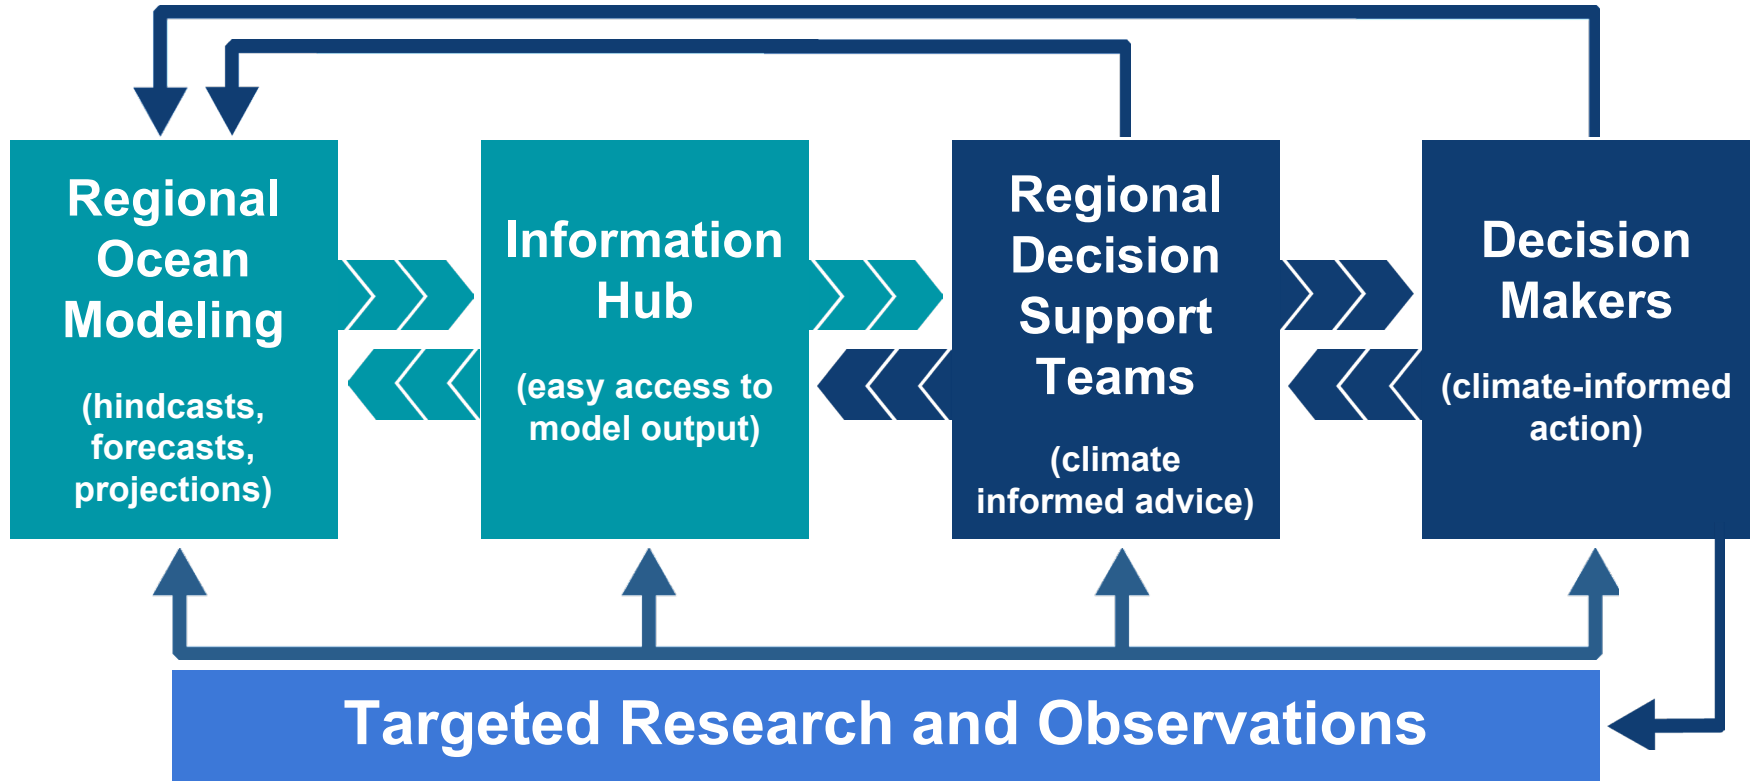 Regional
Ocean
Modeling
(hindcasts,
forecasts,
projections)
Information
Hub
(easy access to
model output)
Regional
Decision
Support
Teams
(climate
informed advice)
Decision
Makers
(climate-informed
action)
Targeted Research and Observations